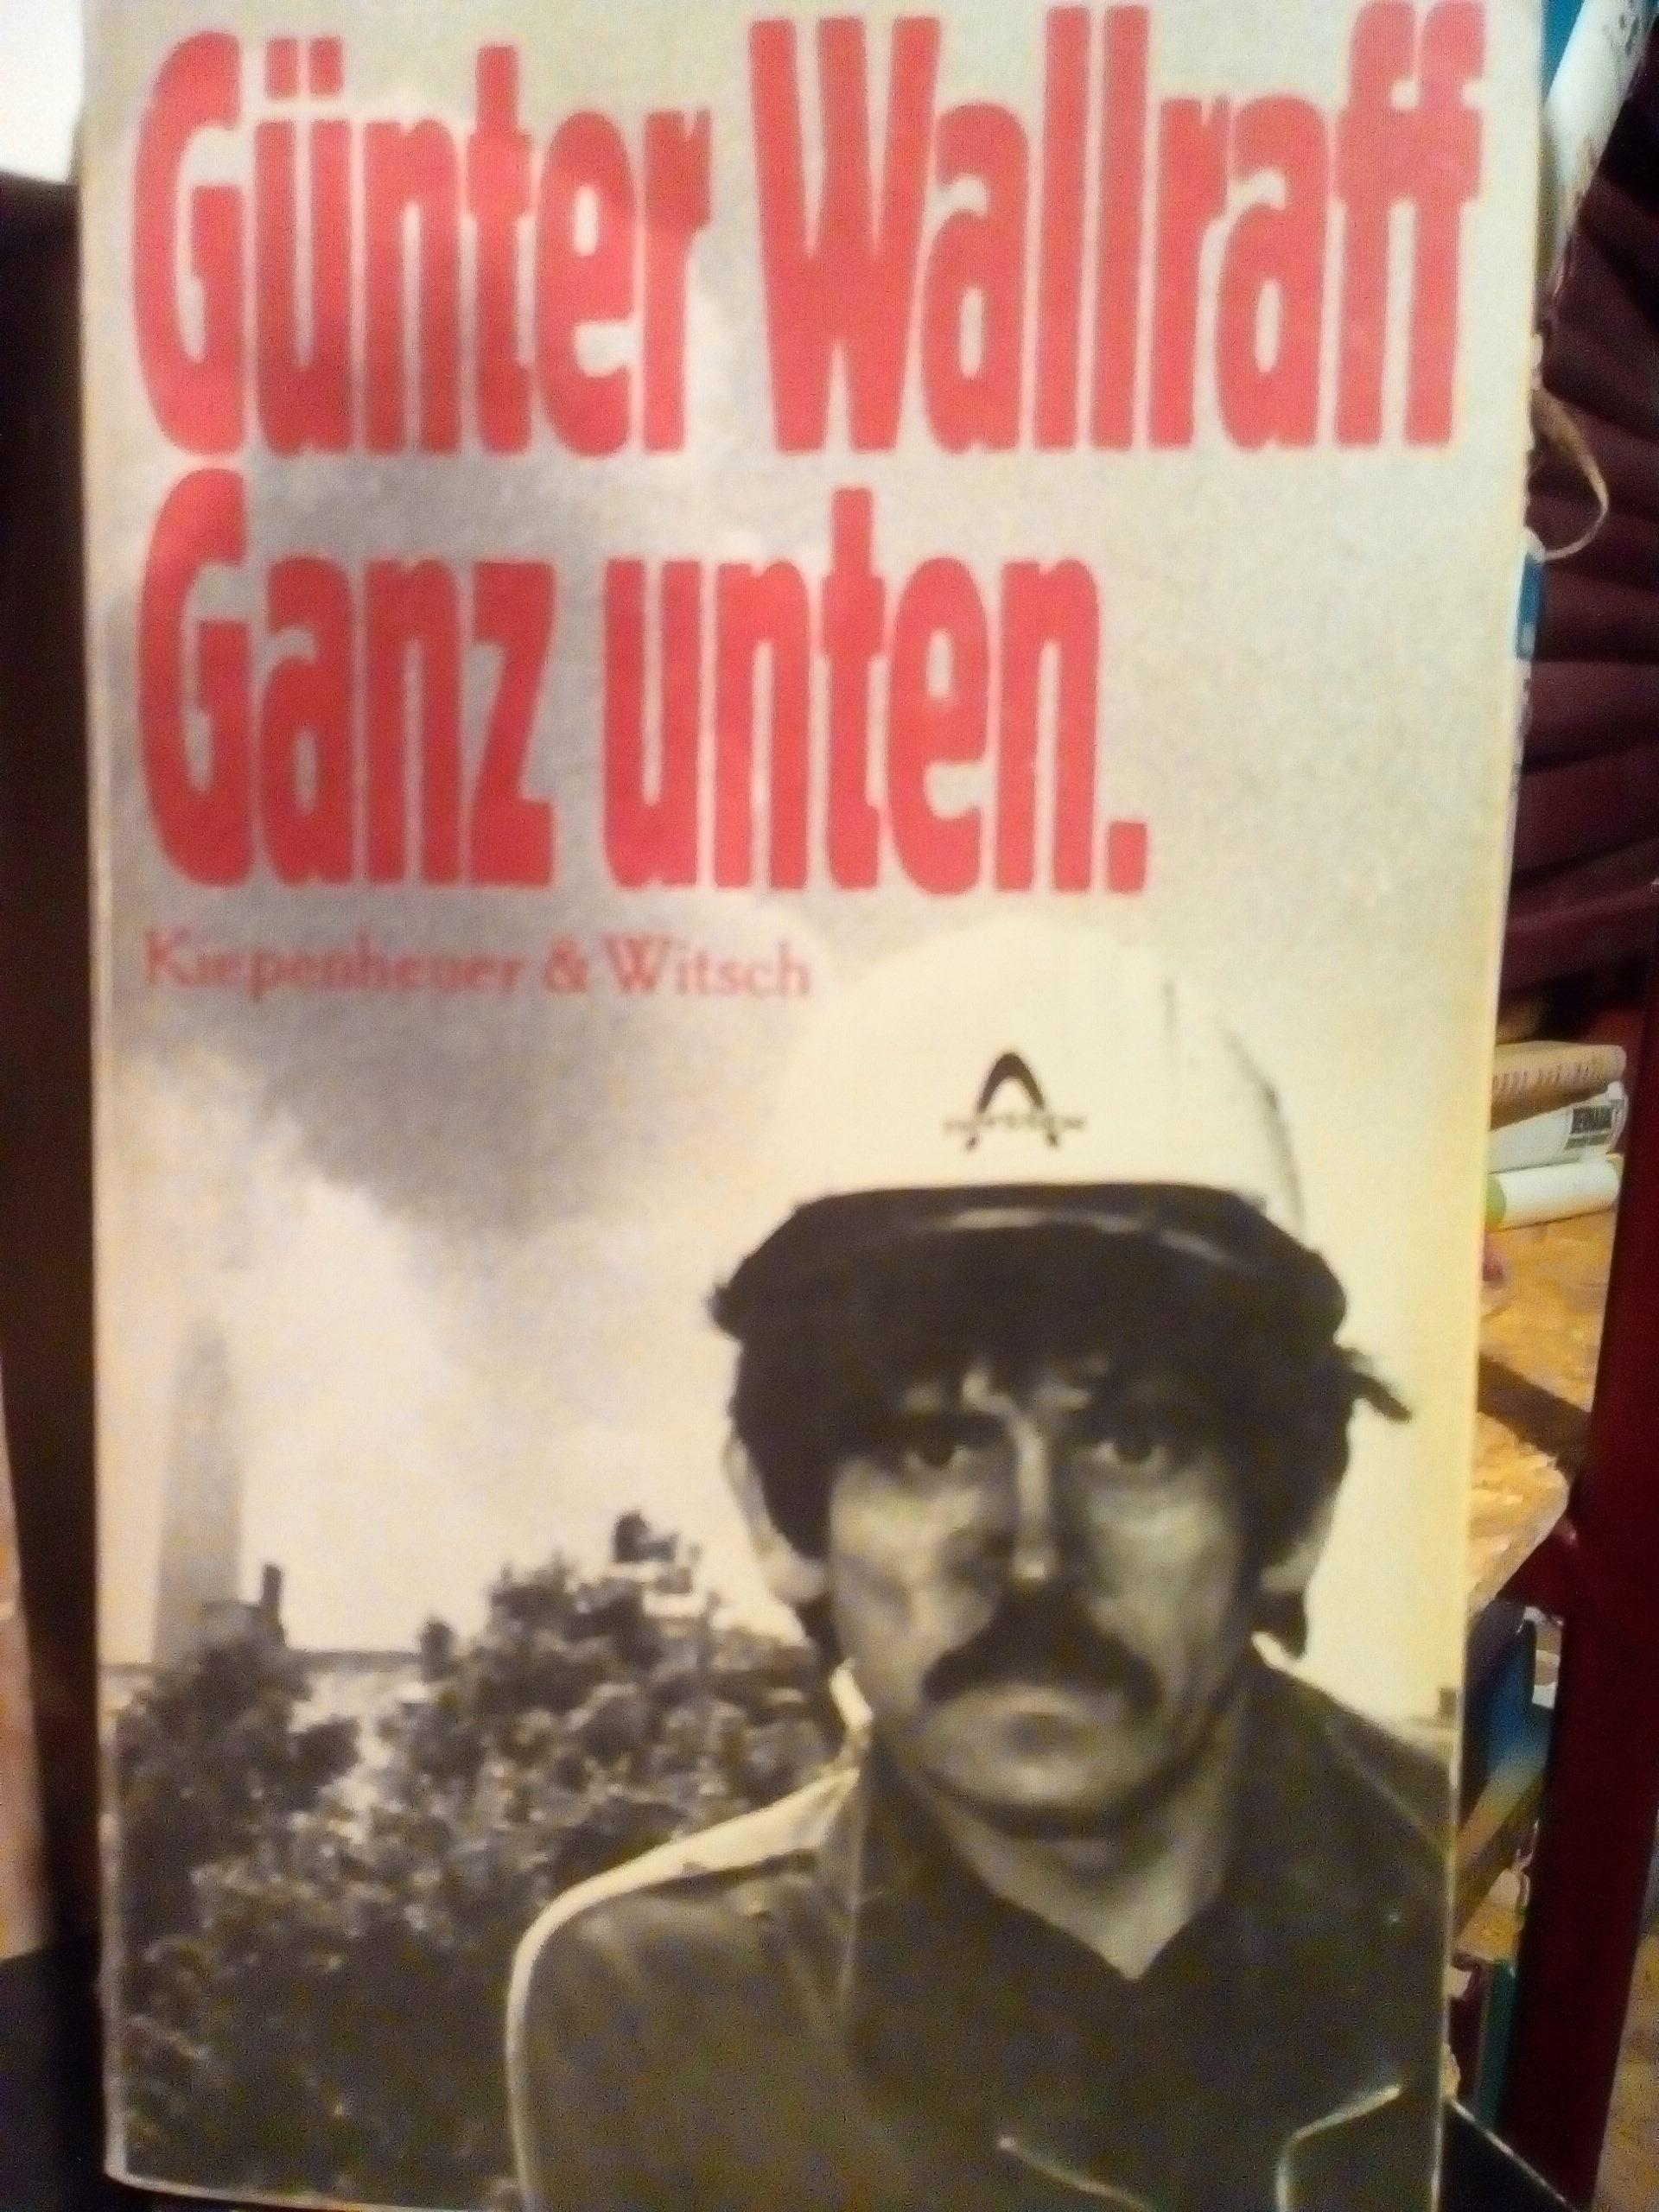 Günter Wallraff
Ganz unten.
Kiepenheuer & Witsch